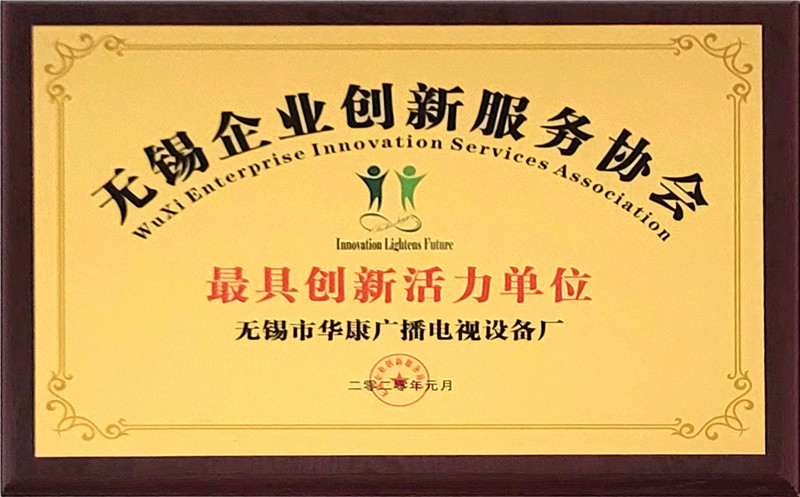 无锡企业创新服务协会
WuXi Enterprise Innovation Services Association
Innovation Lightens Future
最具创新活力单位
无锡市华康广播电视设备厂
二零二零年元月